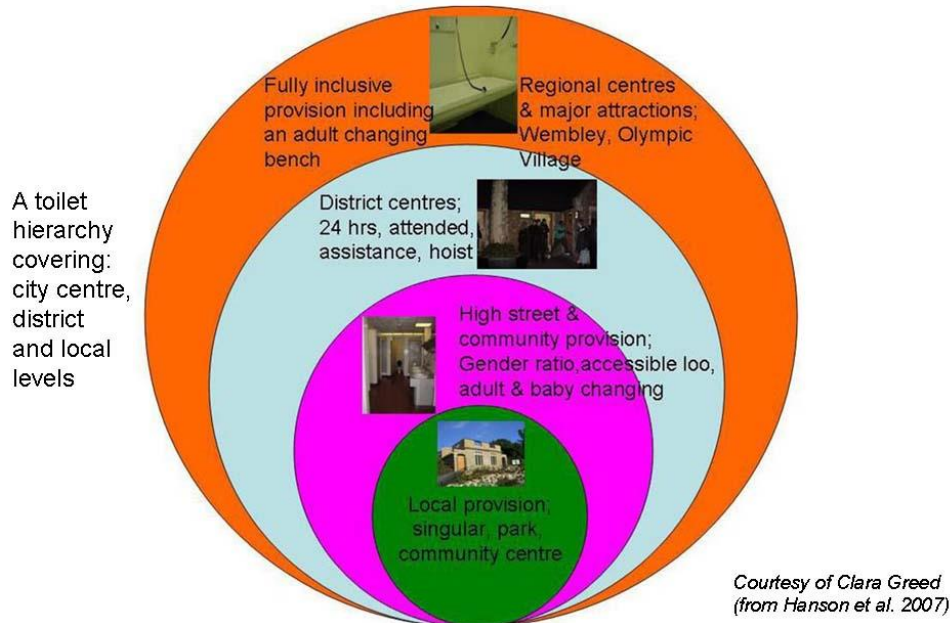 A toilet
hierarchy
covering:
city centre,
district
and local
levels
Fully inclusive
provision including
an adult changing
bench
Regional centres
& major attractions;
Wembley, Olympic
Village
District centres;
24 hrs, attended,
assistance, hoist
High street &
community provision;
Gender ratio,accessible loo,
adult & baby changing
Local provision;
singular, park,
community centre
Courtesy of Clara Greed
(from Hanson et al. 2007)